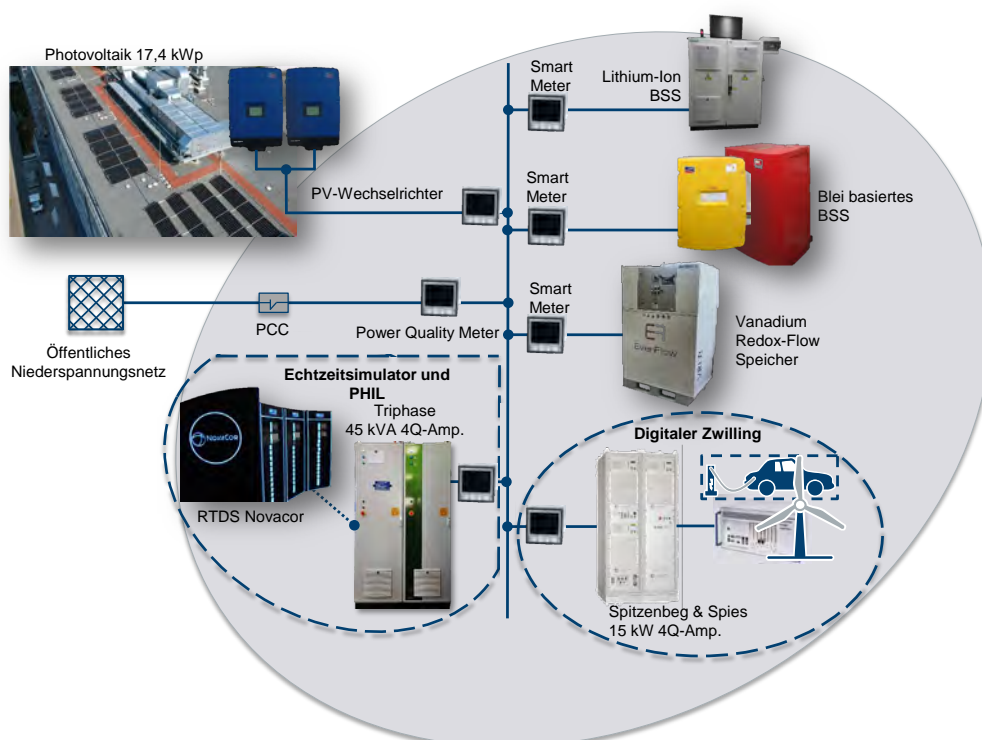 Photovoltaik 17,4 kWp
Smart
Meter
Lithium-Ion
BSS
PV-Wechselrichter
Smart
Meter
Blei basiertes
BSS
PCC
Power Quality Meter
Smart
Meter
Vanadium
Redox-Flow
Speicher
Öffentliches
Niederspannungsnetz
Echtzeitsimulator und
PHIL
Triphase
45 kVA 4Q-Amp.
NovaCor
RTDS Novacor
Digitaler Zwilling
Spitzenbeg & Spies
15 kW 4Q-Amp.